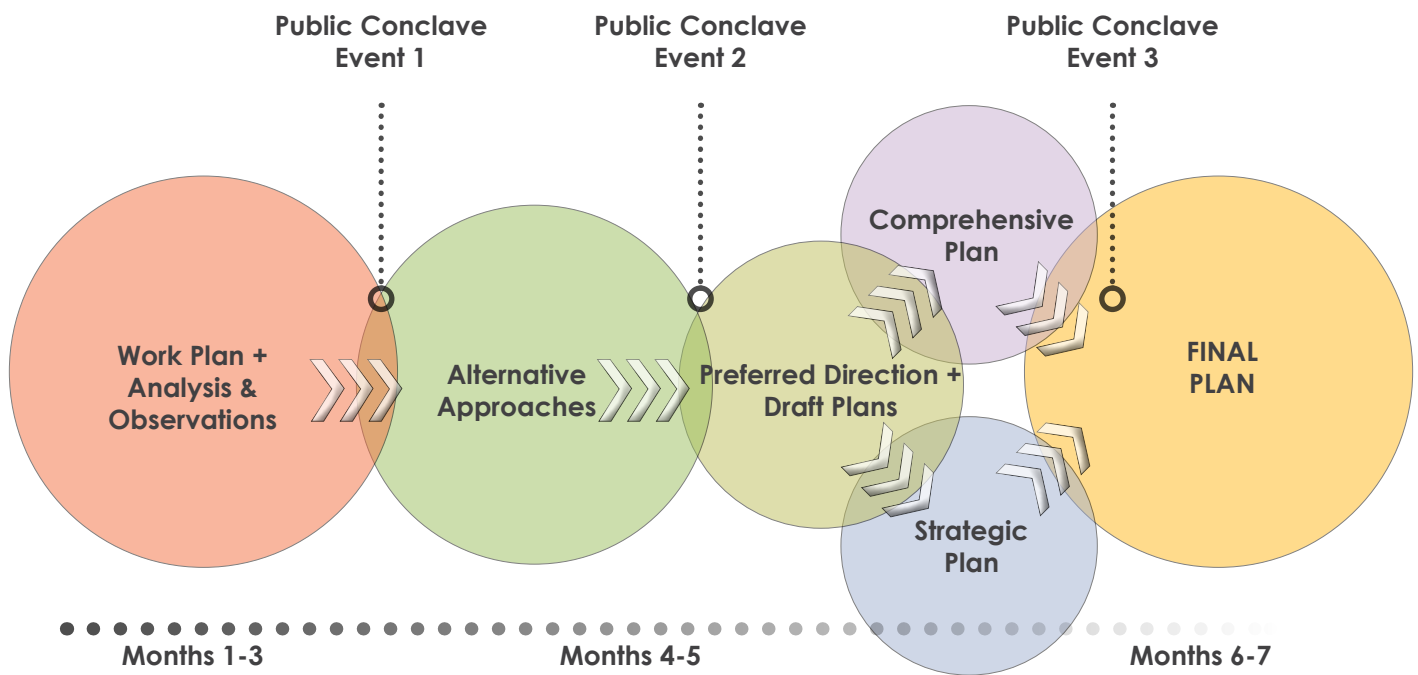 Public Conclave
Event 1
Public Conclave
Event 2
Public Conclave
Event 3
Work Plan +
Analysis &
Observations
Alternative
Approaches
Preferred Direction +
Draft Plans
Comprehensive
Plan
Strategic
Plan
FINAL
PLAN
Months 1-3
Months 4-5
Months 6-7